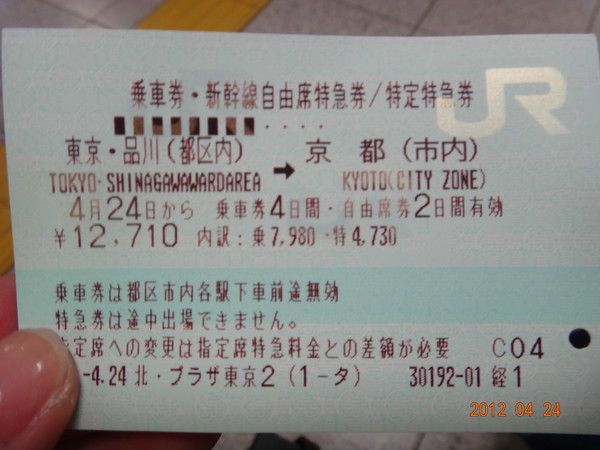 JR
乗車券・新幹線自由席特急券/特定特急券
東京・品川(都区内) → 京都(市内)
TOKYO・SHINAGAWAWARDAREA KYOTO(CITY ZONE)
4月24日から 乗車券4日間・自由席券2日間有効
¥12,710 内訳:乗7,980・特4,730
乗車券は都区市内各駅下車前途無効
特急券は途中出場できません。
指定席への変更は指定席特急料金との差額が必要 C04
-4.24 北・プラザ東京2(1-タ) 30192-01 経1
2012 04 24